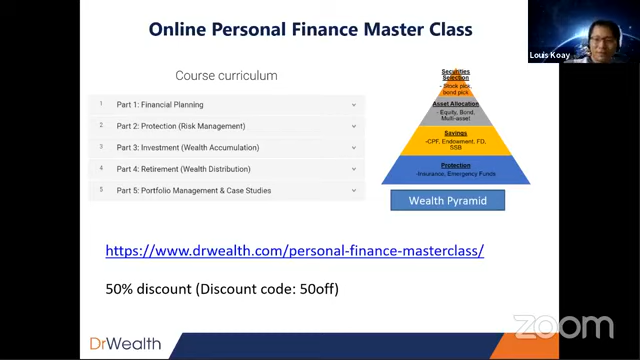 Online Personal Finance Master Class
Louis Koay
Course curriculum
1 Part 1: Financial Planning
2 Part 2: Protection (Risk Management)
3 Part 3: Investment (Wealth Accumulation)
4 Part 4: Retirement (Wealth Distribution)
5 Part 5: Portfolio Management & Case Studies
Securities
Selection
- Stock pick,
bond pick
Asset Allocation
- Equity, Bond,
Multi-asset
Savings
-CPF, Endowment, FD,
SSB
Protection
-Insurance, Emergency Funds
Wealth Pyramid
https://www.drwealth.com/personal-finance-masterclass/
50% discount (Discount code: 50off)
DrWealth
zoom